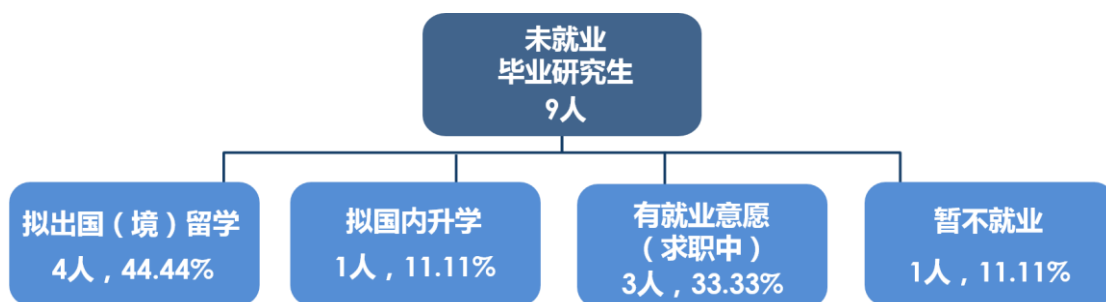 未就业
毕业研究生
9人
拟出国（境）留学
4人，44.44%
拟国内升学
1人，11.11%
有就业意愿
（求职中）
3人，33.33%
暂不就业
1人，11.11%